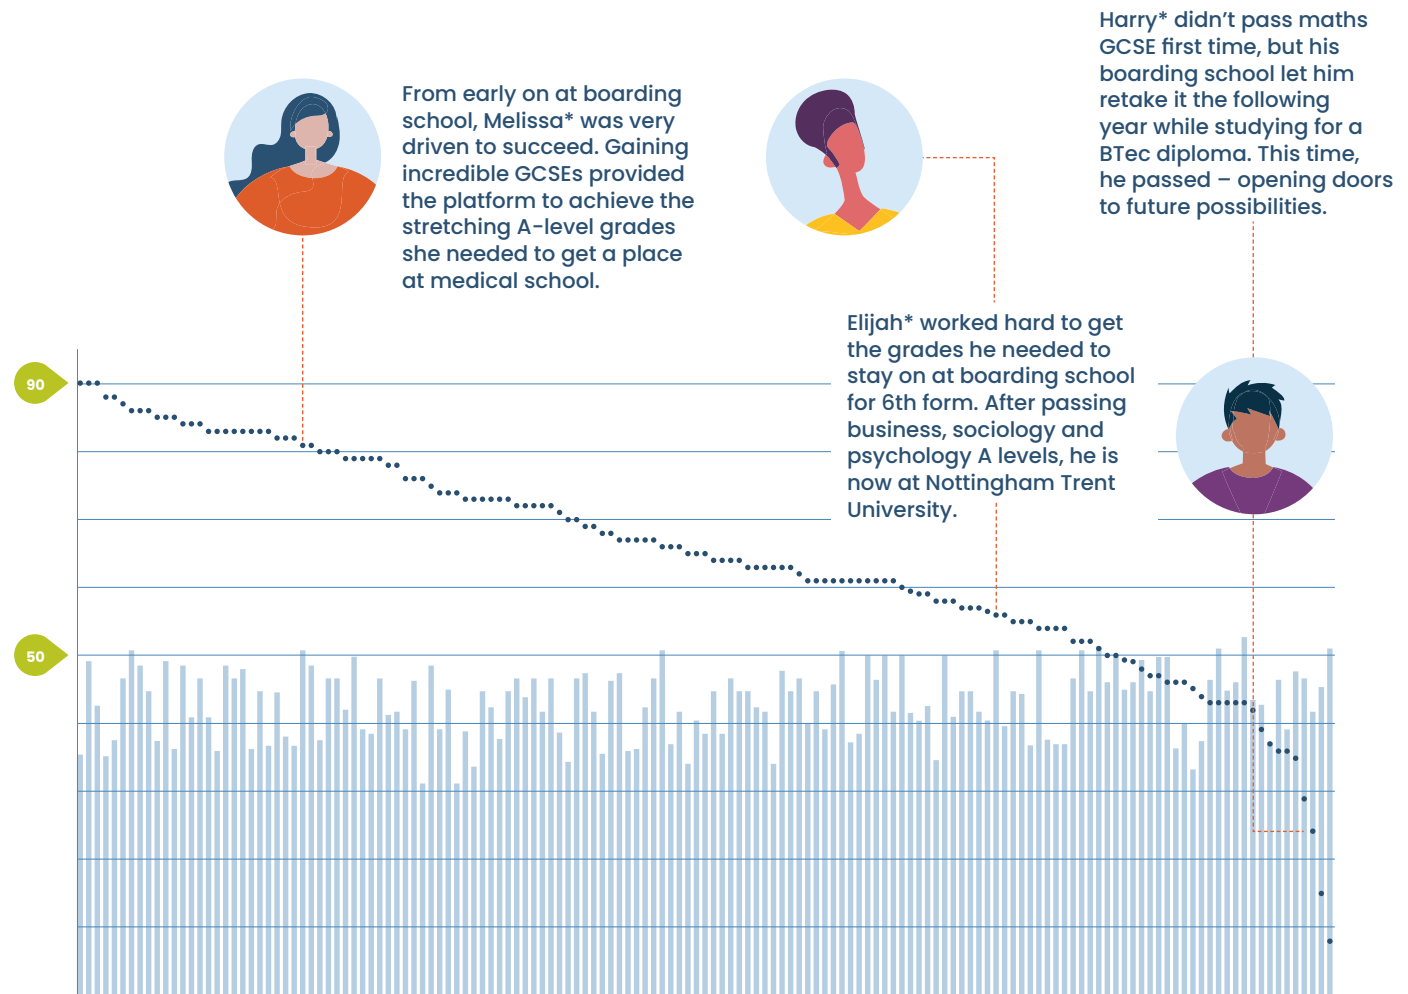 Harry* didn’t pass maths
GCSE first time, but his
boarding school let him
retake it the following
year while studying for a
BTec diploma. This time,
he passed – opening doors
to future possibilities.
From early on at boarding
school, Melissa* was very
driven to succeed. Gaining
incredible GCSEs provided
the platform to achieve the
stretching A-level grades
she needed to get a place
at medical school.
Elijah* worked hard to get
the grades he needed to
stay on at boarding school
for 6th form. After passing
business, sociology and
psychology A levels, he is
now at Nottingham Trent
University.
90
50